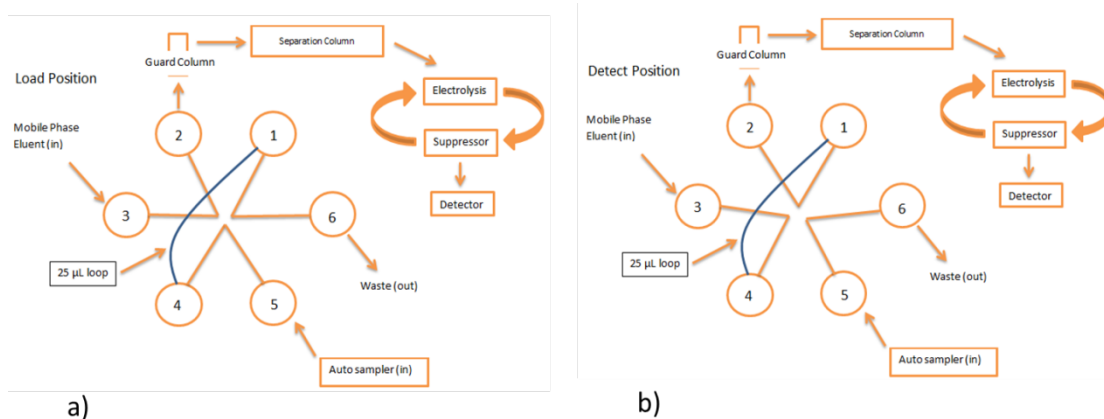 Separation Column
Guard Column
Load Position
Electrolysis
Mobile Phase
Eluent (in)
2
1
Suppressor
3
6
Detector
25 µL loop
4
5
Waste (out)
Auto sampler (in)
a)
Separation Column
Guard Column
Detect Position
Electrolysis
Mobile Phase
Eluent (in)
2
1
Suppressor
3
6
Detector
25 µL loop
4
5
Waste (out)
Auto sampler (in)
b)